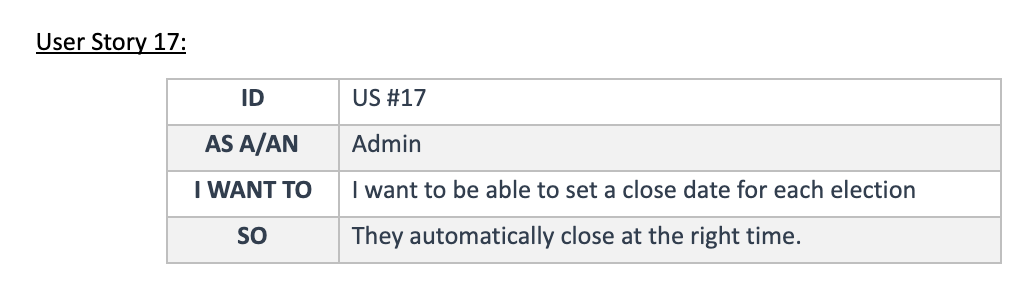 User Story 17:
ID US #17
AS A/AN Admin
I WANT TO I want to be able to set a close date for each election
SO They automatically close at the right time.